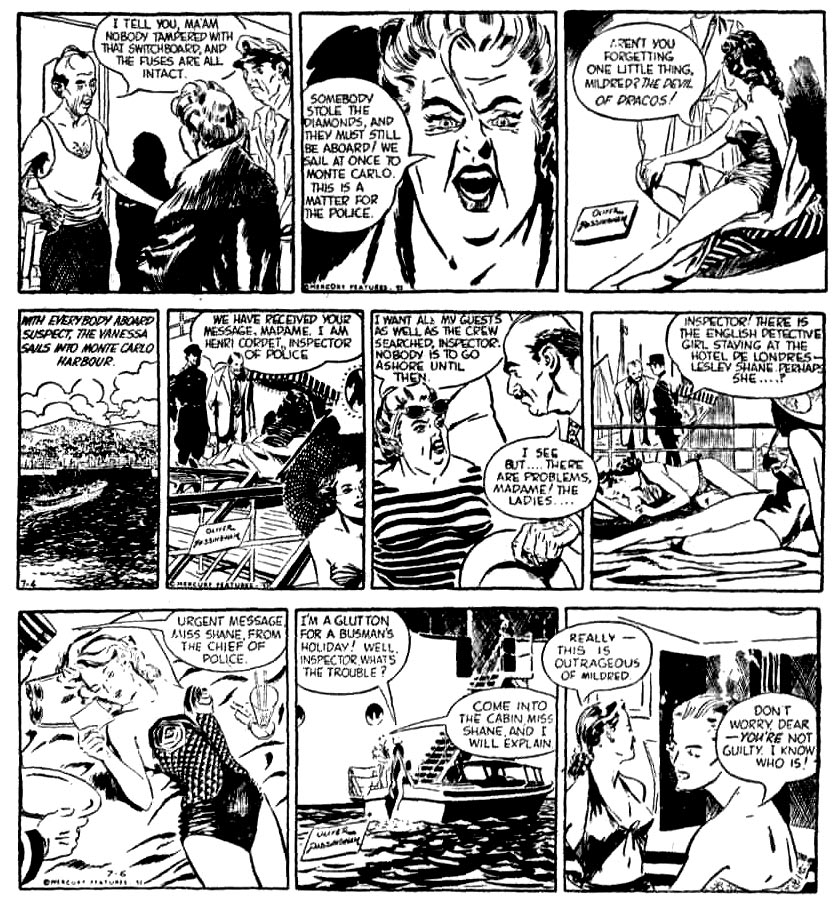 I TELL YOU, MA'AM
NOBODY TAMPERED WITH
THAT SWITCHBOARD, AND
THE FUSES ARE ALL
INTACT.
SOMEBODY
STOLE THE
DIAMONDS, AND
THEY MUST STILL
BE ABOARD! WE
SAIL AT ONCE TO
MONTE CARLO.
THIS IS A
MATTER FOR
THE POLICE.
©MERCURY FEATURES. '51
AREN'T YOU
FORGETTING
ONE LITTLE THING,
MILDRED? THE DEVIL
OF DRACOS!
OLIVER
PASSINGHAM
WITH EVERYBODY ABOARD
SUSPECT, THE VANESSA
SAILS INTO MONTE CARLO
HARBOUR.
7-4
WE HAVE RECEIVED YOUR
MESSAGE, MADAME. I AM
HENRI CORPET, INSPECTOR
OF POLICE
OLIVER
PASSINGHAM
©MERCURY FEATURES
I WANT ALL MY GUESTS
AS WELL AS THE CREW
SEARCHED, INSPECTOR.
NOBODY IS TO GO
ASHORE UNTIL
THEN.
I SEE
BUT.... THERE
ARE PROBLEMS,
MADAME! THE
LADIES....
INSPECTOR! THERE IS
THE ENGLISH DETECTIVE
GIRL STAYING AT THE
HOTEL DE LONDRES—
LESLEY SHANE. PERHAPS
SHE....?
URGENT MESSAGE,
MISS SHANE, FROM
THE CHIEF OF
POLICE.
7-6
©MERCURY FEATURES 51
I'M A GLUTTON
FOR A BUSMAN'S
HOLIDAY! WELL,
INSPECTOR, WHAT'S
THE TROUBLE?
COME INTO
THE CABIN MISS
SHANE, AND I
WILL EXPLAIN
OLIVER
PASSINGHAM
REALLY —
THIS IS
OUTRAGEOUS
OF MILDRED.
DON'T
WORRY, DEAR
—YOU'RE NOT
GUILTY. I KNOW
WHO IS!